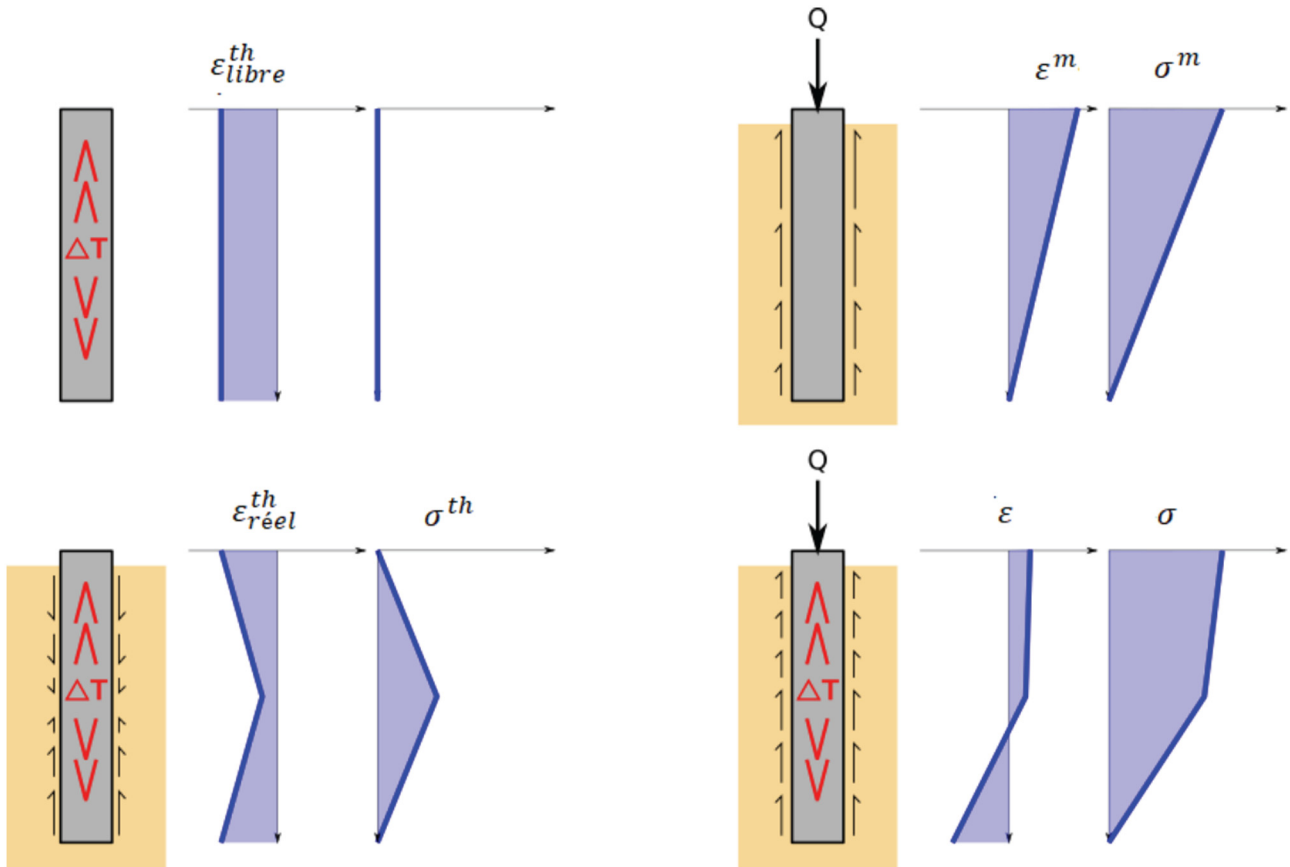 Q
ε^{th}_{libre}
ε^m σ^m
ΔT
Q
ε^{th}_{réel} σ^{th}
ε σ
ΔT ΔT